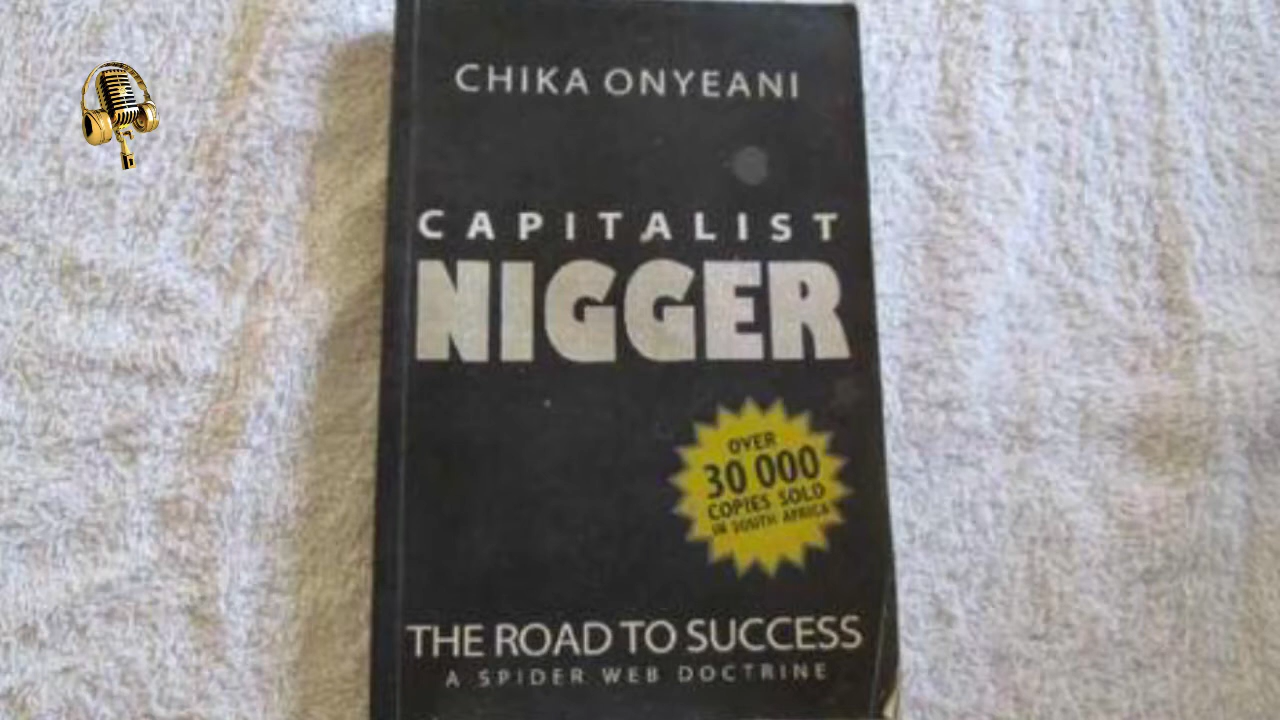 CHIKA ONYEANI
CAPITALIST
NIGGER
OVER
30 000
COPIES SOLD
IN SOUTH AFRICA
THE ROAD TO SUCCESS
A SPIDER WEB DOCTRINE